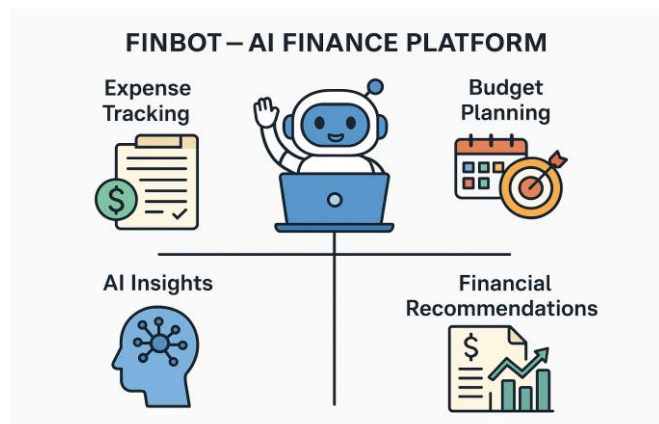 FINBOT – AI FINANCE PLATFORM
Expense
Tracking
$
Budget
Planning
AI Insights
Financial
Recommendations
$